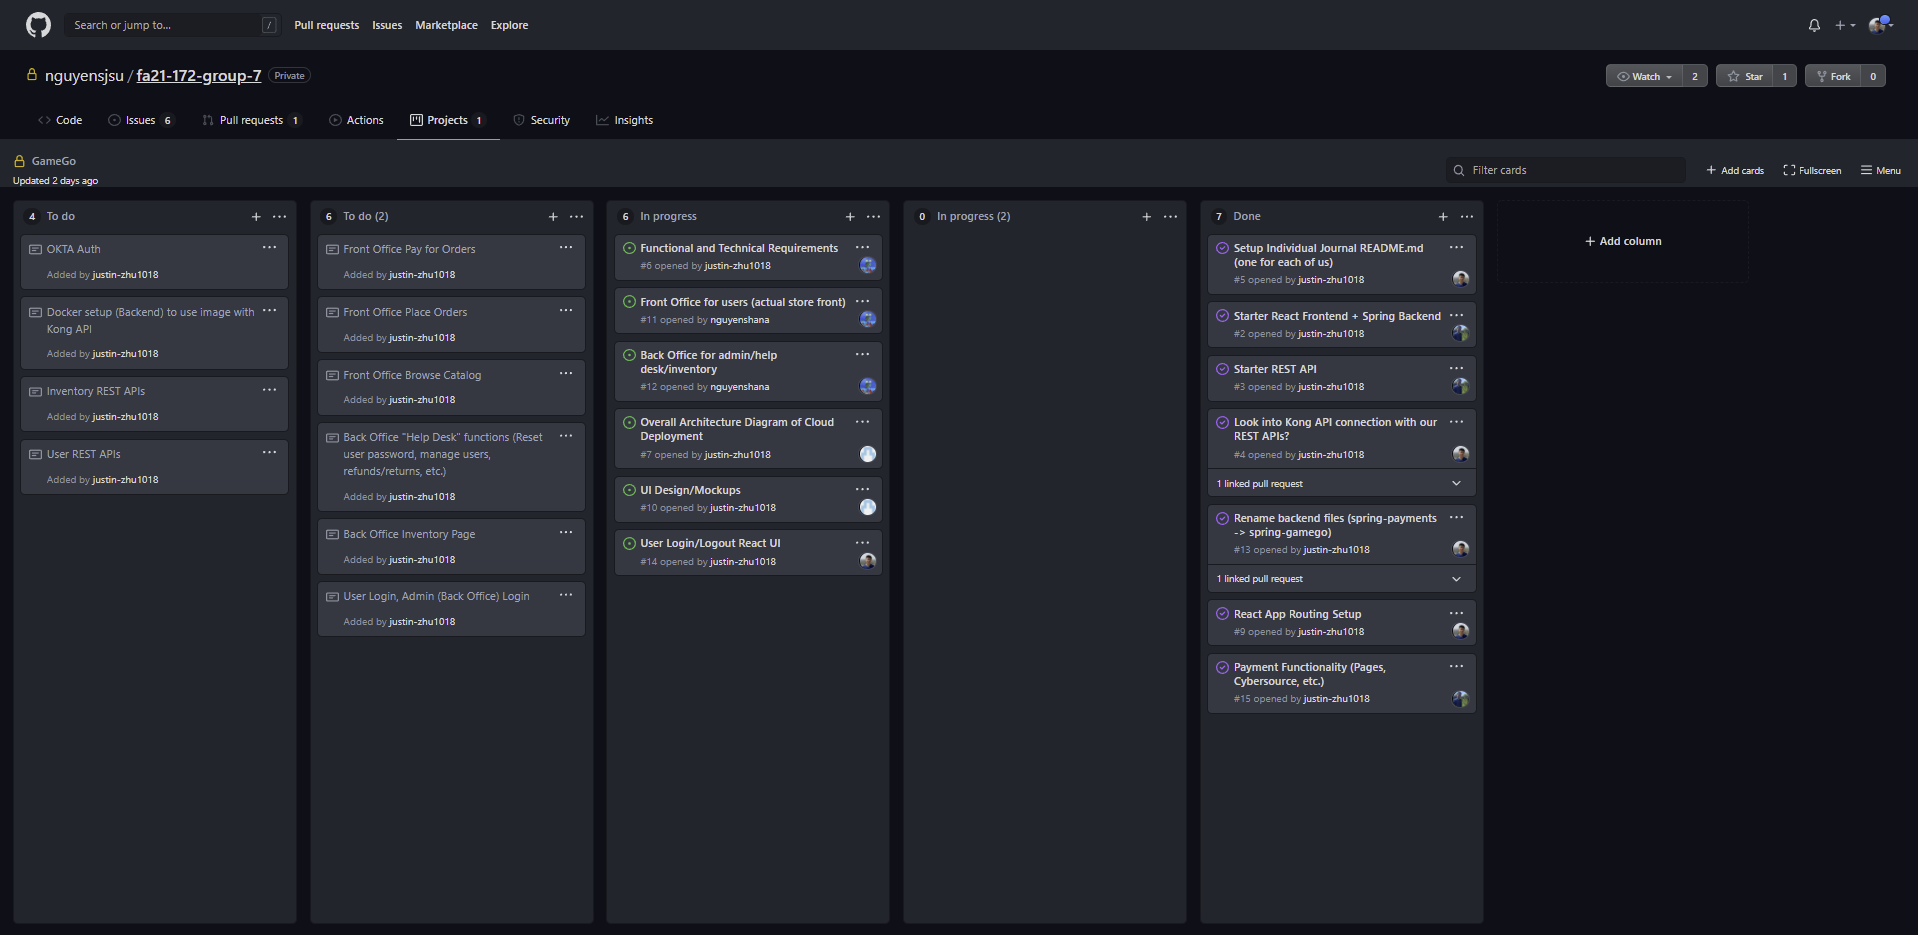 Search or jump to...
/
Pull requests
Issues
Marketplace
Explore
nguyensjsu / fa21-172-group-7
Private
Watch
2
Star
1
Fork
0
Code
Issues 6
Pull requests 1
Actions
Projects 1
Security
Insights
GameGo
Updated 2 days ago
Filter cards
Add cards
Fullscreen
Menu
4 To do
OKTA Auth
Added by justin-zhu1018
Docker setup (Backend) to use image with
Kong API
Added by justin-zhu1018
Inventory REST APIs
Added by justin-zhu1018
User REST APIs
Added by justin-zhu1018
6 To do (2)
Front Office Pay for Orders
Added by justin-zhu1018
Front Office Place Orders
Added by justin-zhu1018
Front Office Browse Catalog
Added by justin-zhu1018
Back Office "Help Desk" functions (Reset
user password, manage users,
refunds/returns, etc.)
Added by justin-zhu1018
Back Office Inventory Page
Added by justin-zhu1018
User Login, Admin (Back Office) Login
Added by justin-zhu1018
6 In progress
Functional and Technical Requirements
#6 opened by justin-zhu1018
Front Office for users (actual store front)
#11 opened by nguyenshana
Back Office for admin/help
desk/inventory
#12 opened by nguyenshana
Overall Architecture Diagram of Cloud
Deployment
#7 opened by justin-zhu1018
UI Design/Mockups
#10 opened by justin-zhu1018
User Login/Logout React UI
#14 opened by justin-zhu1018
0 In progress (2)
7 Done
Setup Individual Journal README.md
(one for each of us)
#5 opened by justin-zhu1018
Starter React Frontend + Spring Backend
#2 opened by justin-zhu1018
Starter REST API
#3 opened by justin-zhu1018
Look into Kong API connection with our
REST APIs?
#4 opened by justin-zhu1018
1 linked pull request
Rename backend files (spring-payments
-> spring-gamego)
#13 opened by justin-zhu1018
1 linked pull request
React App Routing Setup
#9 opened by justin-zhu1018
Payment Functionality (Pages,
Cybersource, etc.)
#15 opened by justin-zhu1018
Add column